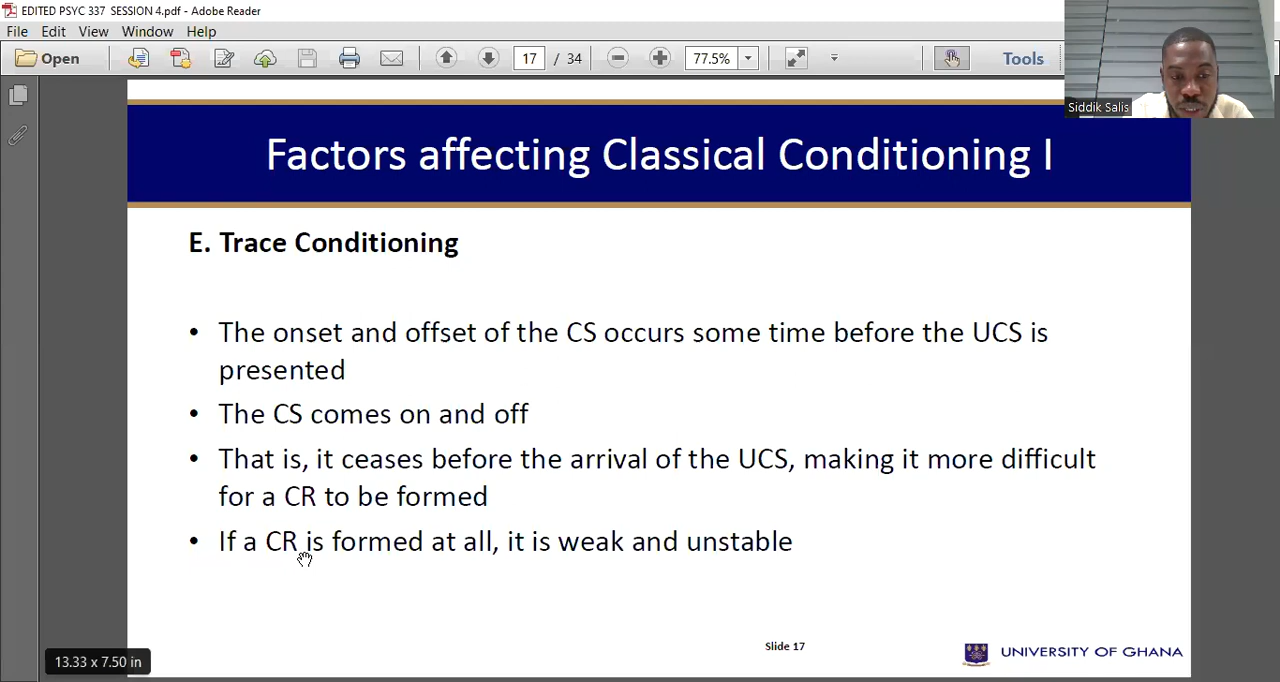 EDITED PSYC 337  SESSION 4.pdf - Adobe Reader
File Edit View Window Help
Open 17 / 34 77.5% Tools
Siddik Salis
Factors affecting Classical Conditioning I
E. Trace Conditioning
• The onset and offset of the CS occurs some time before the UCS is
presented
• The CS comes on and off
• That is, it ceases before the arrival of the UCS, making it more difficult
for a CR to be formed
• If a CR is formed at all, it is weak and unstable
Slide 17
UNIVERSITY OF GHANA
13.33 x 7.50 in